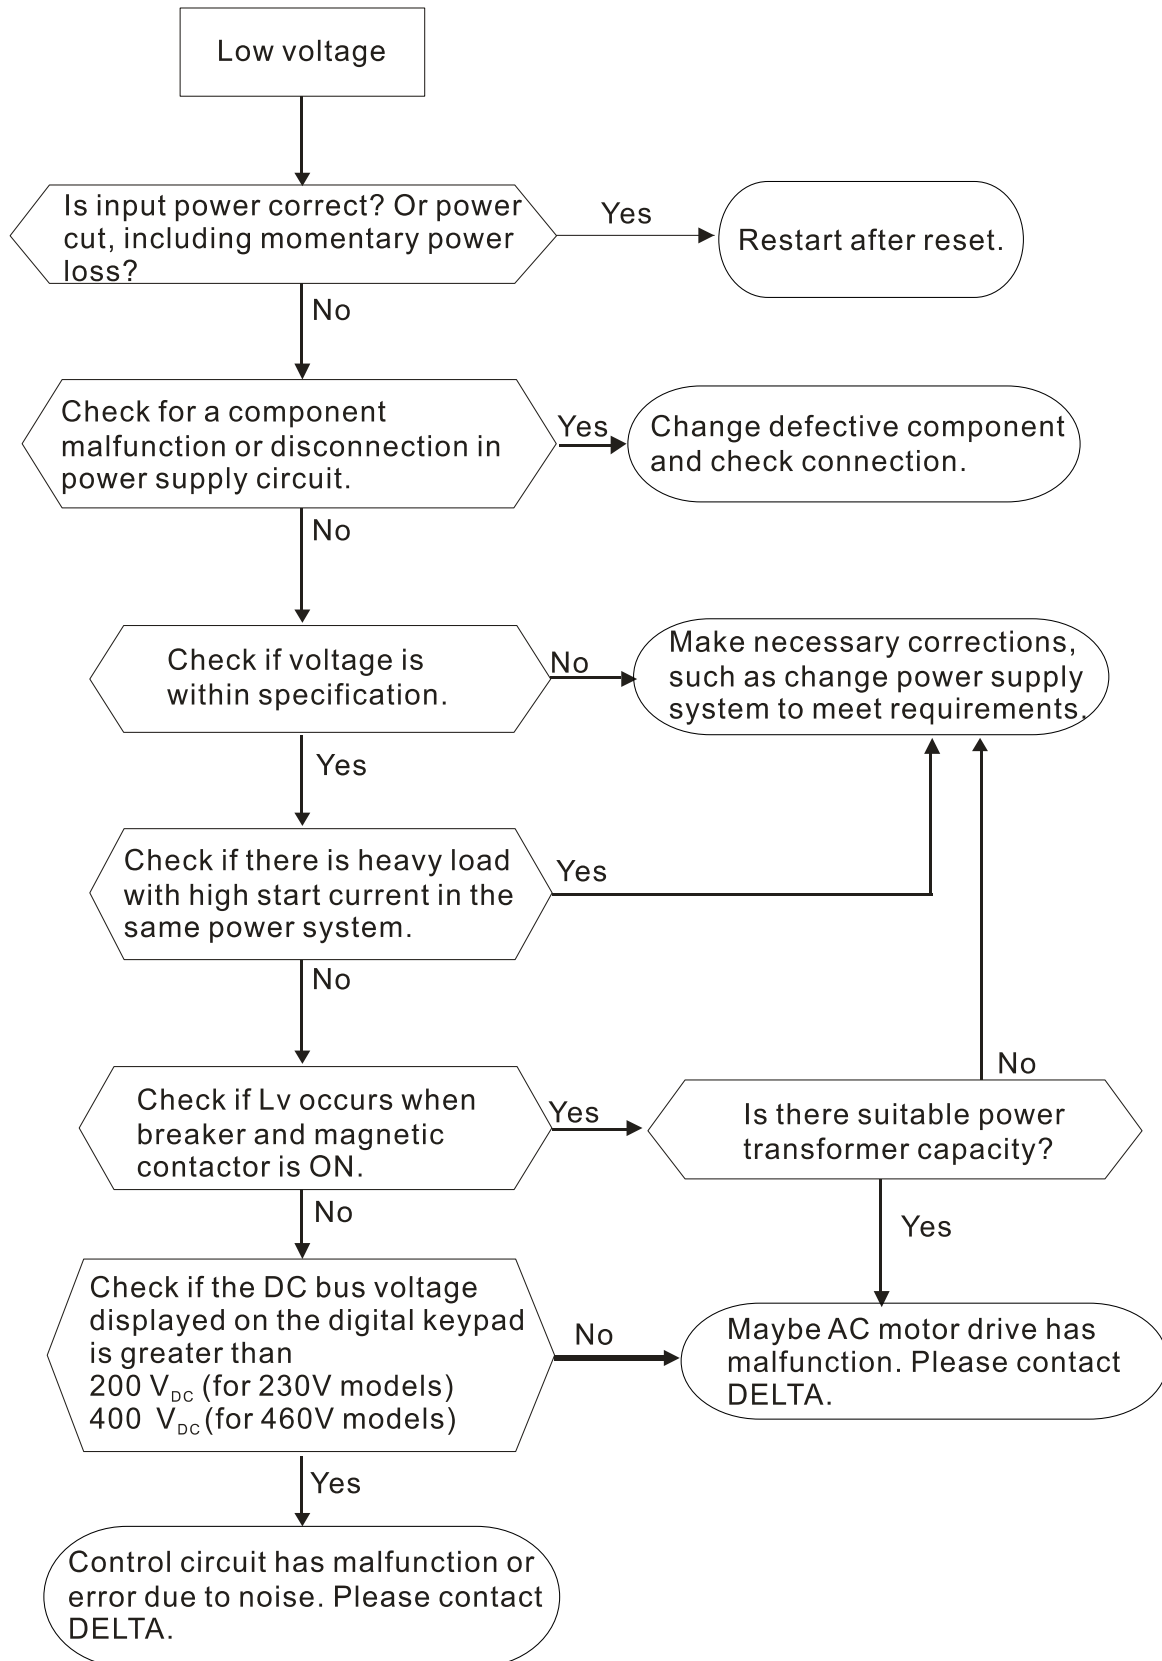 Low voltage
Is input power correct? Or power
cut, including momentary power
loss?
Yes
Restart after reset.
No
Check for a component
malfunction or disconnection in
power supply circuit.
Yes
Change defective component
and check connection.
No
Check if voltage is
within specification.
No
Make necessary corrections,
such as change power supply
system to meet requirements.
Yes
Check if there is heavy load
with high start current in the
same power system.
Yes
No
Check if Lv occurs when
breaker and magnetic
contactor is ON.
Yes
Is there suitable power
transformer capacity?
No
Yes
No
Check if the DC bus voltage
displayed on the digital keypad
is greater than
200 VDC (for 230V models)
400 VDC (for 460V models)
No
Maybe AC motor drive has
malfunction. Please contact
DELTA.
Yes
Control circuit has malfunction or
error due to noise. Please contact
DELTA.